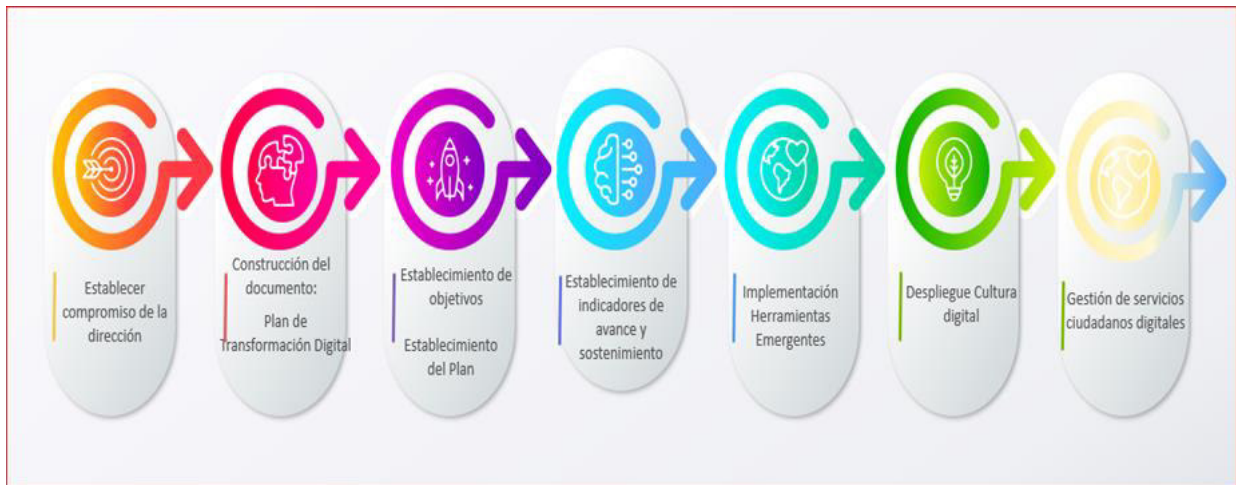 Establecer
compromiso de la
dirección
Construcción del
documento:
Plan de
Transformación Digital
Establecimiento de
objetivos
Establecimiento
del Plan
Establecimiento de
indicadores de
avance y
sostenimiento
Implementación
Herramientas
Emergentes
Despliegue Cultura
digital
Gestión de servicios
ciudadanos digitales